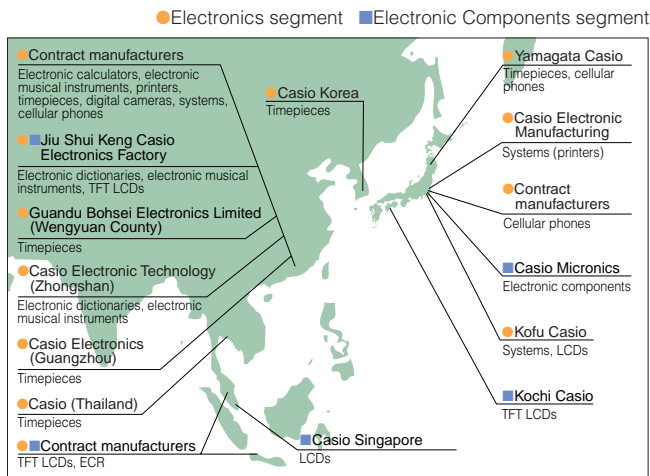 Electronics segment Electronic Components segment
Contract manufacturers
Electronic calculators, electronic
musical instruments, printers,
timepieces, digital cameras, systems,
cellular phones
Jiu Shui Keng Casio
Electronics Factory
Electronic dictionaries, electronic musical
instruments, TFT LCDs
Guandu Bohsei Electronics Limited
(Wengyuan County)
Timepieces
Casio Electronic Technology
(Zhongshan)
Electronic dictionaries, electronic
musical instruments
Casio Electronics
(Guangzhou)
Timepieces
Casio (Thailand)
Timepieces
Contract manufacturers
TFT LCDs, ECR
Casio Korea
Timepieces
Casio Singapore
LCDs
Yamagata Casio
Timepieces, cellular
phones
Casio Electronic
Manufacturing
Systems (printers)
Contract
manufacturers
Cellular phones
Casio Micronics
Electronic components
Kofu Casio
Systems, LCDs
Kochi Casio
TFT LCDs